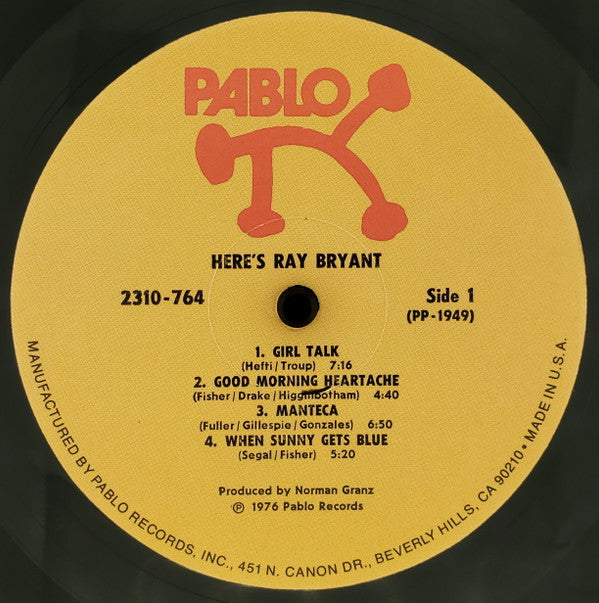 PABLO
HERE'S RAY BRYANT
2310-764
Side 1
(PP-1949)
1. GIRL TALK
(Hefti/Troup) 7:16
2. GOOD MORNING HEARTACHE
(Fisher/Drake/Higginbotham) 4:40
3. MANTECA
(Fuller/Gillespie/Gonzales) 6:50
4. WHEN SUNNY GETS BLUE
(Segal/Fisher) 5:20
Produced by Norman Granz
℗ 1976 Pablo Records
MANUFACTURED BY PABLO RECORDS, INC., 451 N. CANON DR., BEVERLY HILLS, CA 90210 • MADE IN U.S.A.